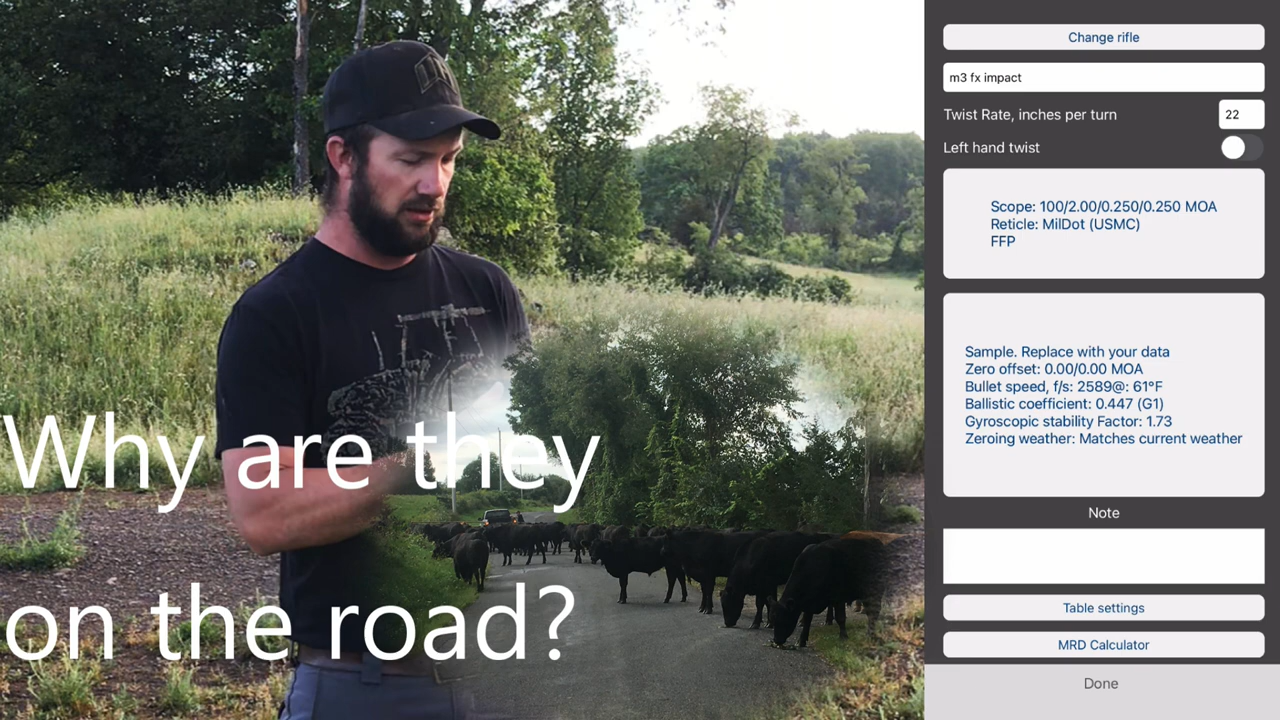 Why are they
on the road?
Change rifle
m3 fx impact
Twist Rate, inches per turn
22
Left hand twist
Scope: 100/2.00/0.250/0.250 MOA
Reticle: MilDot (USMC)
FFP
Sample. Replace with your data
Zero offset: 0.00/0.00 MOA
Bullet speed, f/s: 2589@: 61°F
Ballistic coefficient: 0.447 (G1)
Gyroscopic stability Factor: 1.73
Zeroing weather: Matches current weather
Note
Table settings
MRD Calculator
Done